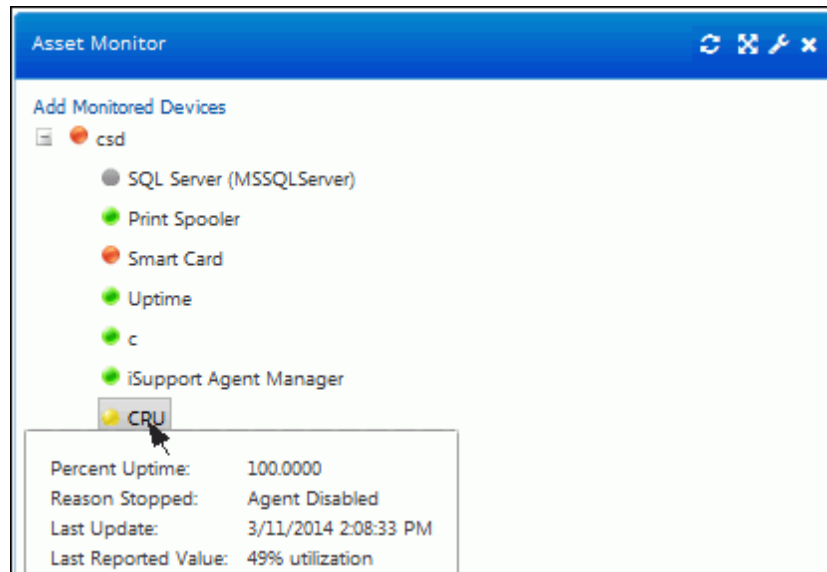 Asset Monitor
Add Monitored Devices
csd
SQL Server (MSSQLServer)
Print Spooler
Smart Card
Uptime
c
iSupport Agent Manager
CPU
Percent Uptime: 100.0000
Reason Stopped: Agent Disabled
Last Update: 3/11/2014 2:08:33 PM
Last Reported Value: 49% utilization